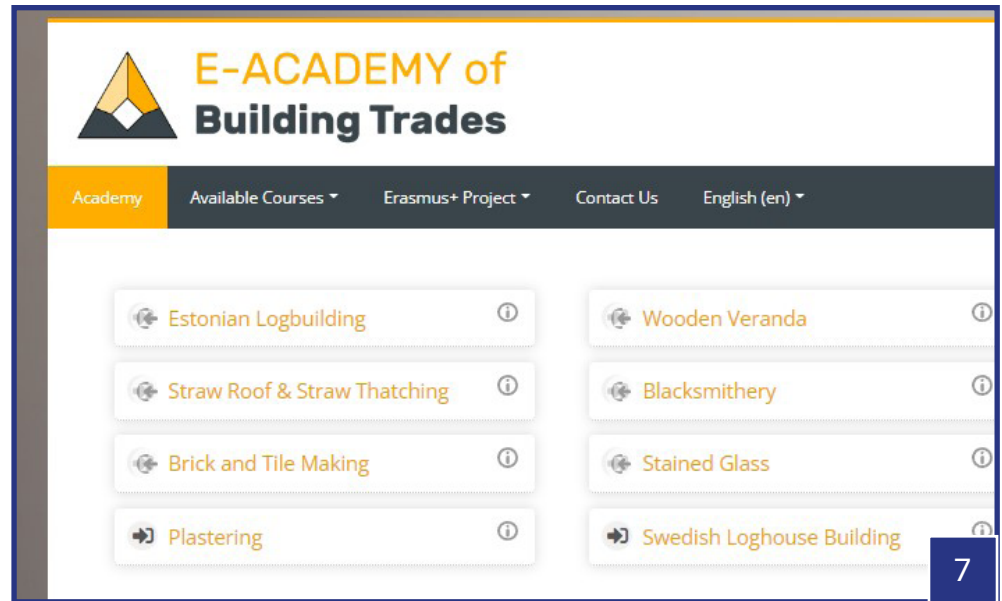 E-ACADEMY of
Building Trades
Academy Available Courses Erasmus+ Project Contact Us English (en)
Estonian Logbuilding
Wooden Veranda
Straw Roof & Straw Thatching
Blacksmithery
Brick and Tile Making
Stained Glass
Plastering
Swedish Loghouse Building
7